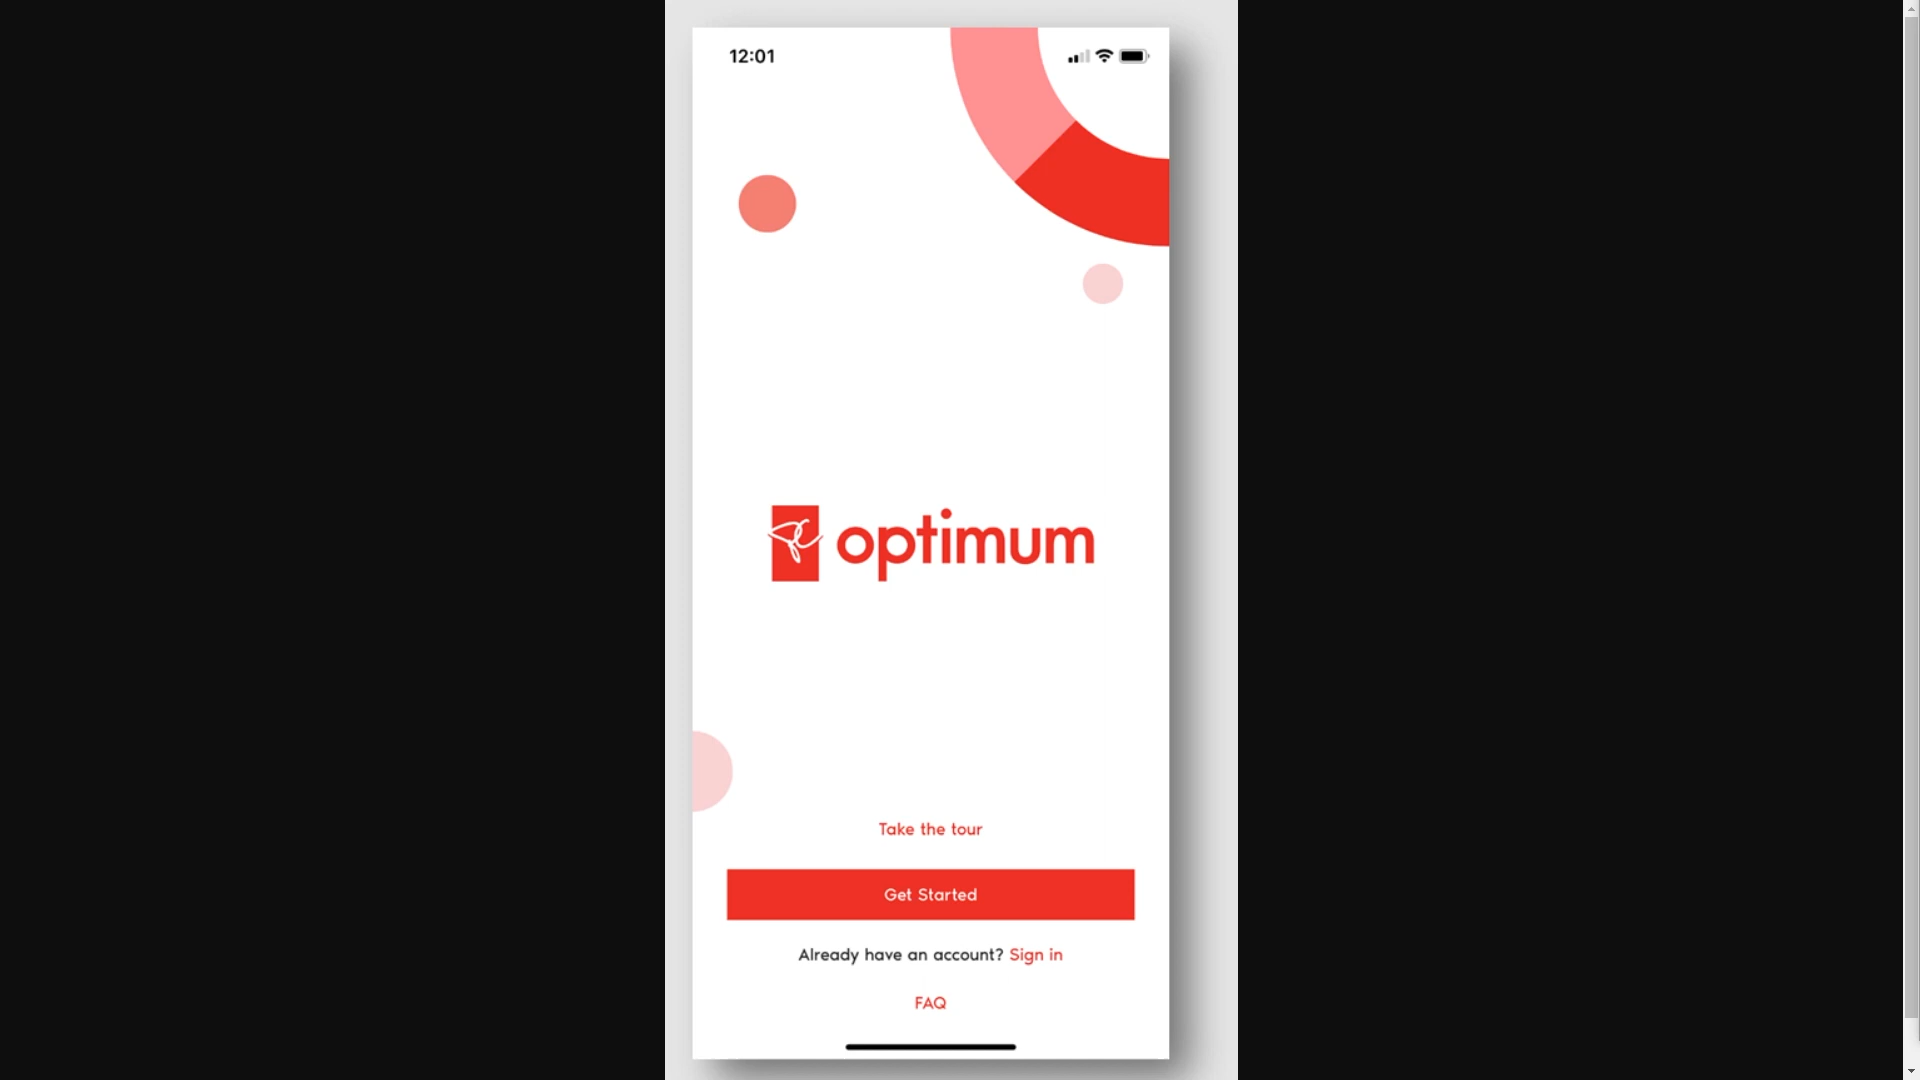 12:01
optimum
Take the tour
Get Started
Already have an account? Sign in
FAQ